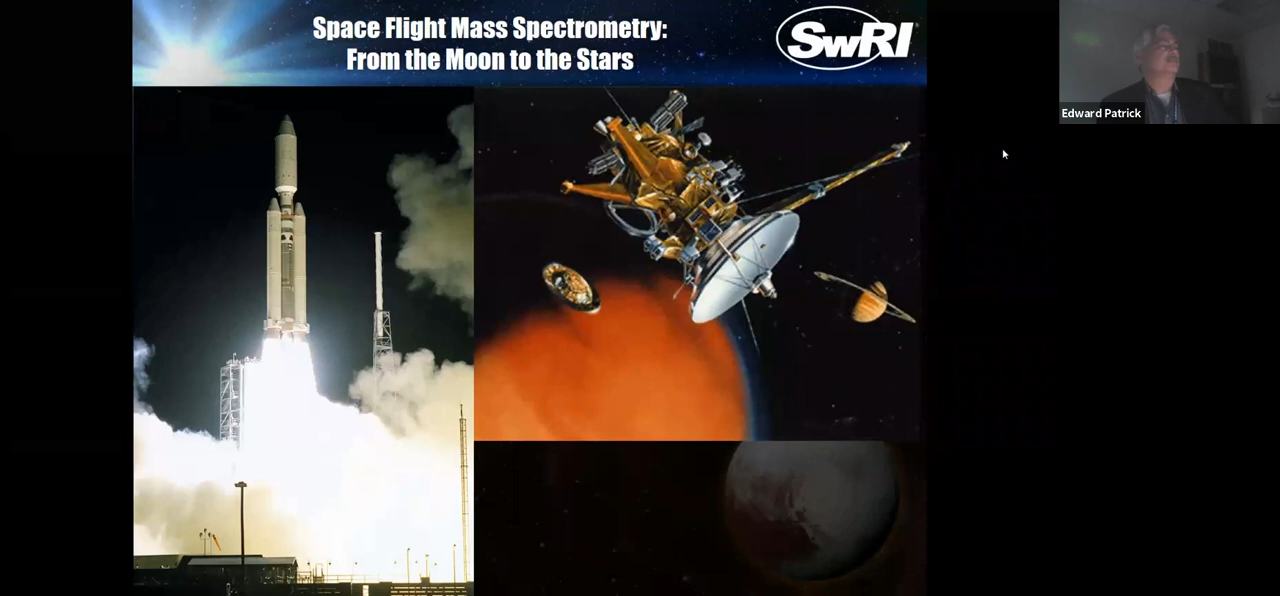 Space Flight Mass Spectrometry:
From the Moon to the Stars
SwRI
Edward Patrick